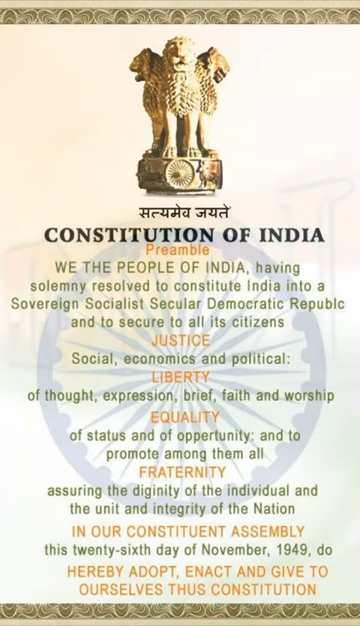 सत्यमेव जयते
CONSTITUTION OF INDIA
Preamble
WE THE PEOPLE OF INDIA, having
solemny resolved to constitute India into a
Sovereign Socialist Secular Democratic Republc
and to secure to all its citizens
JUSTICE
Social, economics and political:
LIBERTY
of thought, expression, brief, faith and worship
EQUALITY
of status and of opportunity: and to
promote among them all
FRATERNITY
assuring the diginity of the individual and
the unit and integrity of the Nation
IN OUR CONSTITUENT ASSEMBLY
this twenty-sixth day of November, 1949, do
HEREBY ADOPT, ENACT AND GIVE TO
OURSELVES THUS CONSTITUTION